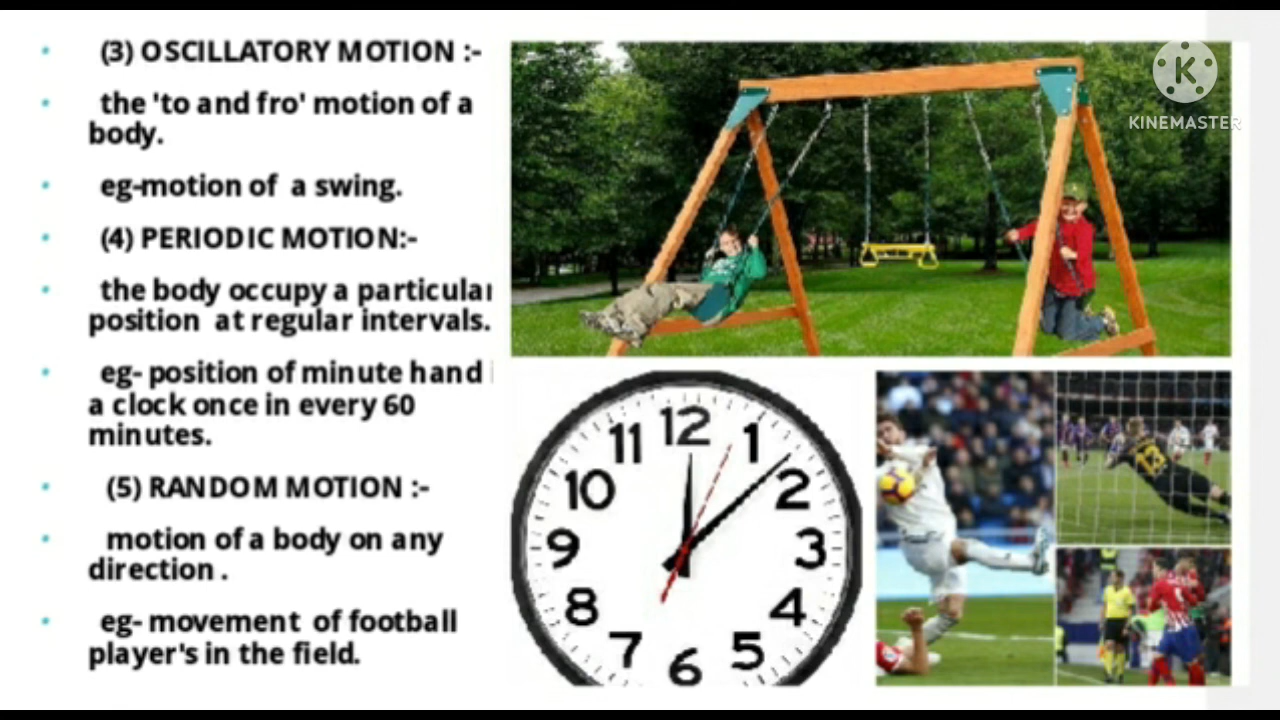 (3) OSCILLATORY MOTION :-
the 'to and fro' motion of a
body.
eg-motion of a swing.
(4) PERIODIC MOTION:-
the body occupy a particular
position at regular intervals.
eg- position of minute hand
a clock once in every 60
minutes.
(5) RANDOM MOTION :-
motion of a body on any
direction .
eg- movement of football
player's in the field.
K
KINEMASTER
12
11
1
10
2
9
3
8
4
7
5
6
13